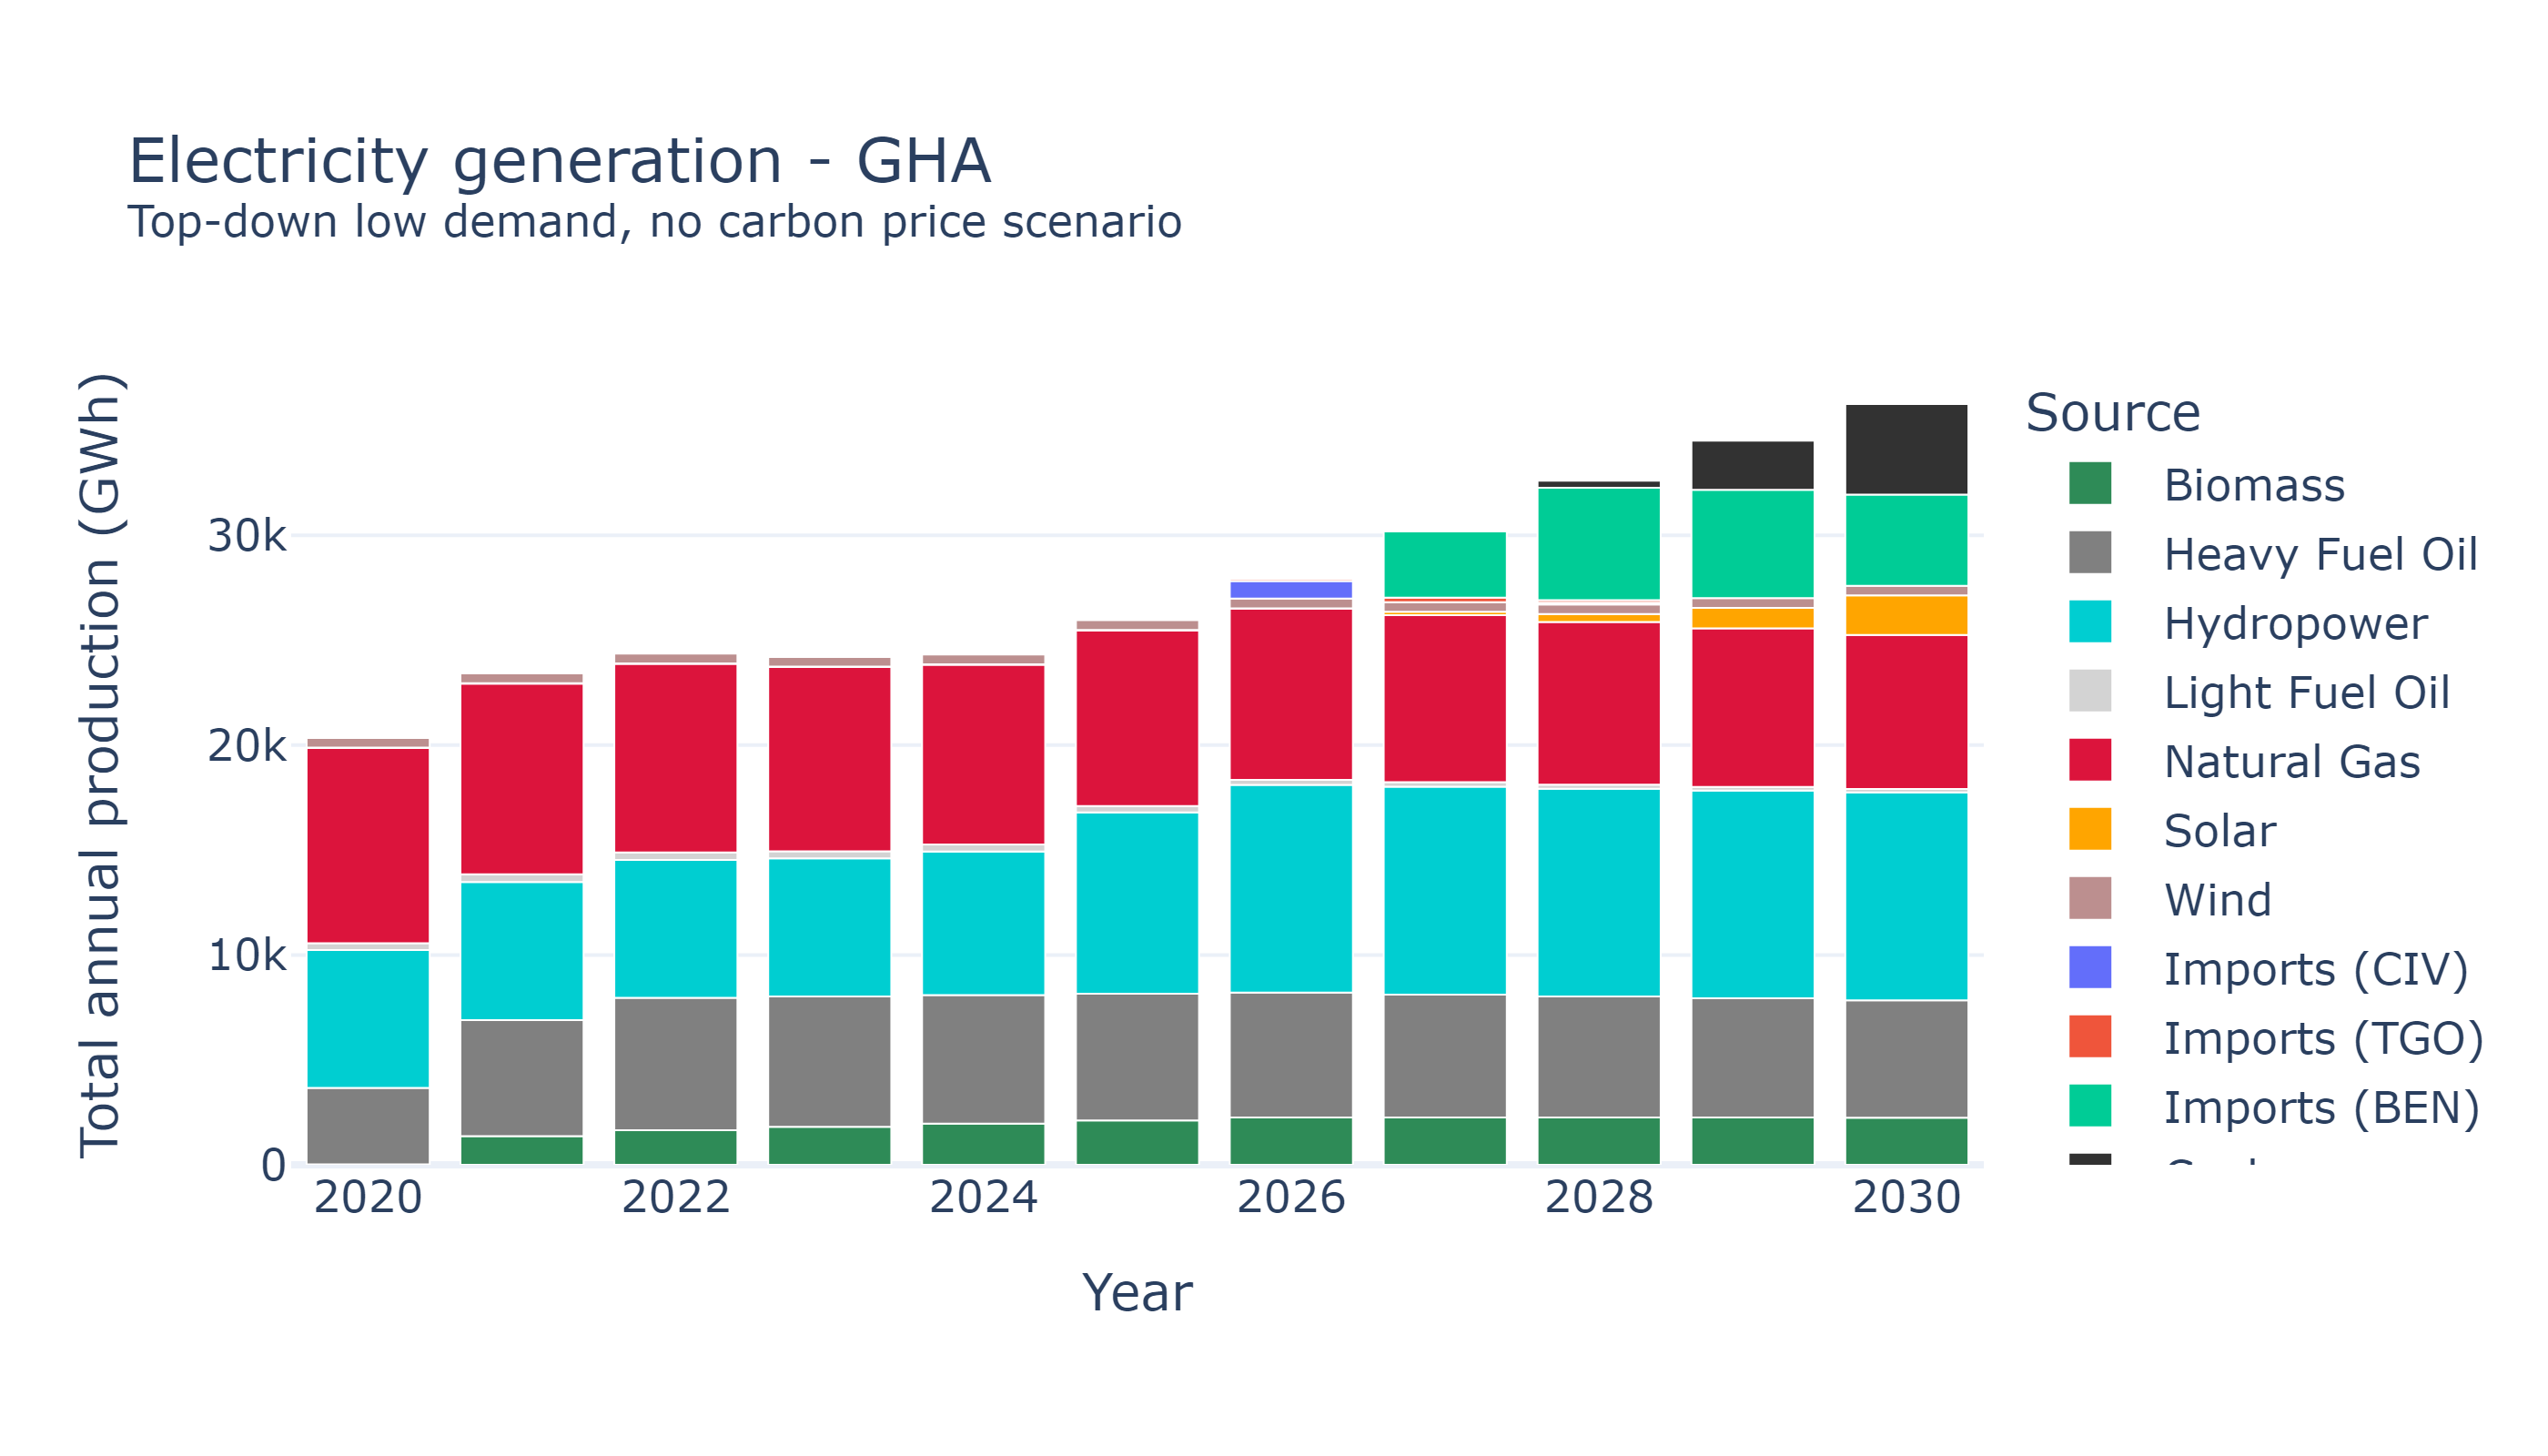 Electricity generation - GHA
Top-down low demand, no carbon price scenario
Total annual production (GWh)
30k
20k
10k
0
2020
2022
2024
2026
2028
2030
Year
Source
Biomass
Heavy Fuel Oil
Hydropower
Light Fuel Oil
Natural Gas
Solar
Wind
Imports (CIV)
Imports (TGO)
Imports (BEN)